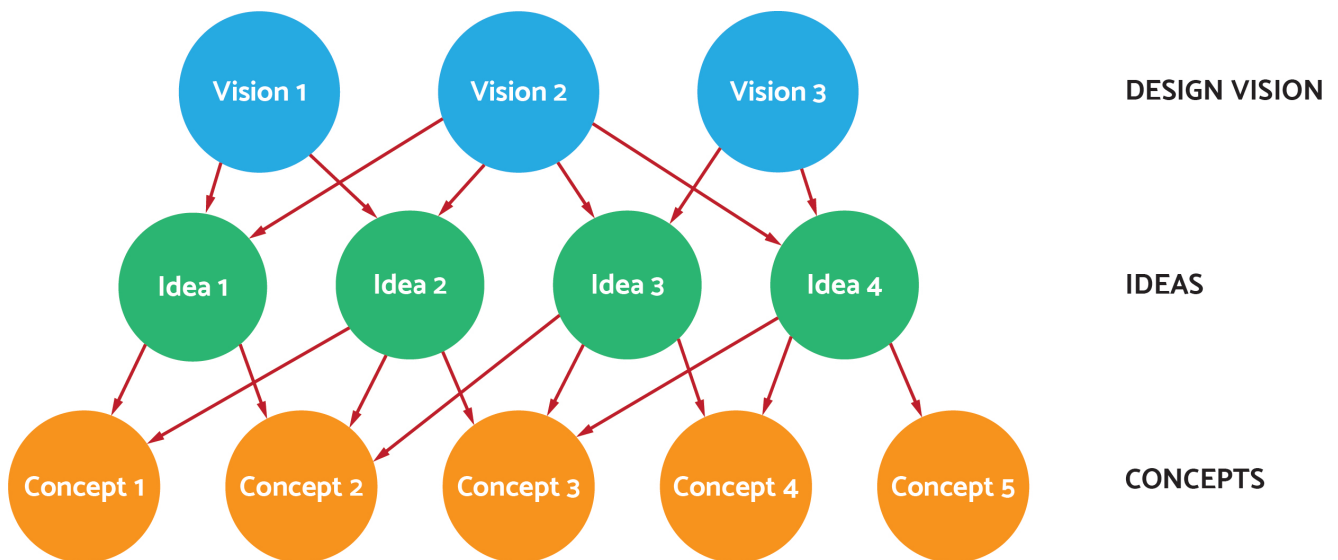 Vision 1
Vision 2
Vision 3
DESIGN VISION
Idea 1
Idea 2
Idea 3
Idea 4
IDEAS
Concept 1
Concept 2
Concept 3
Concept 4
Concept 5
CONCEPTS